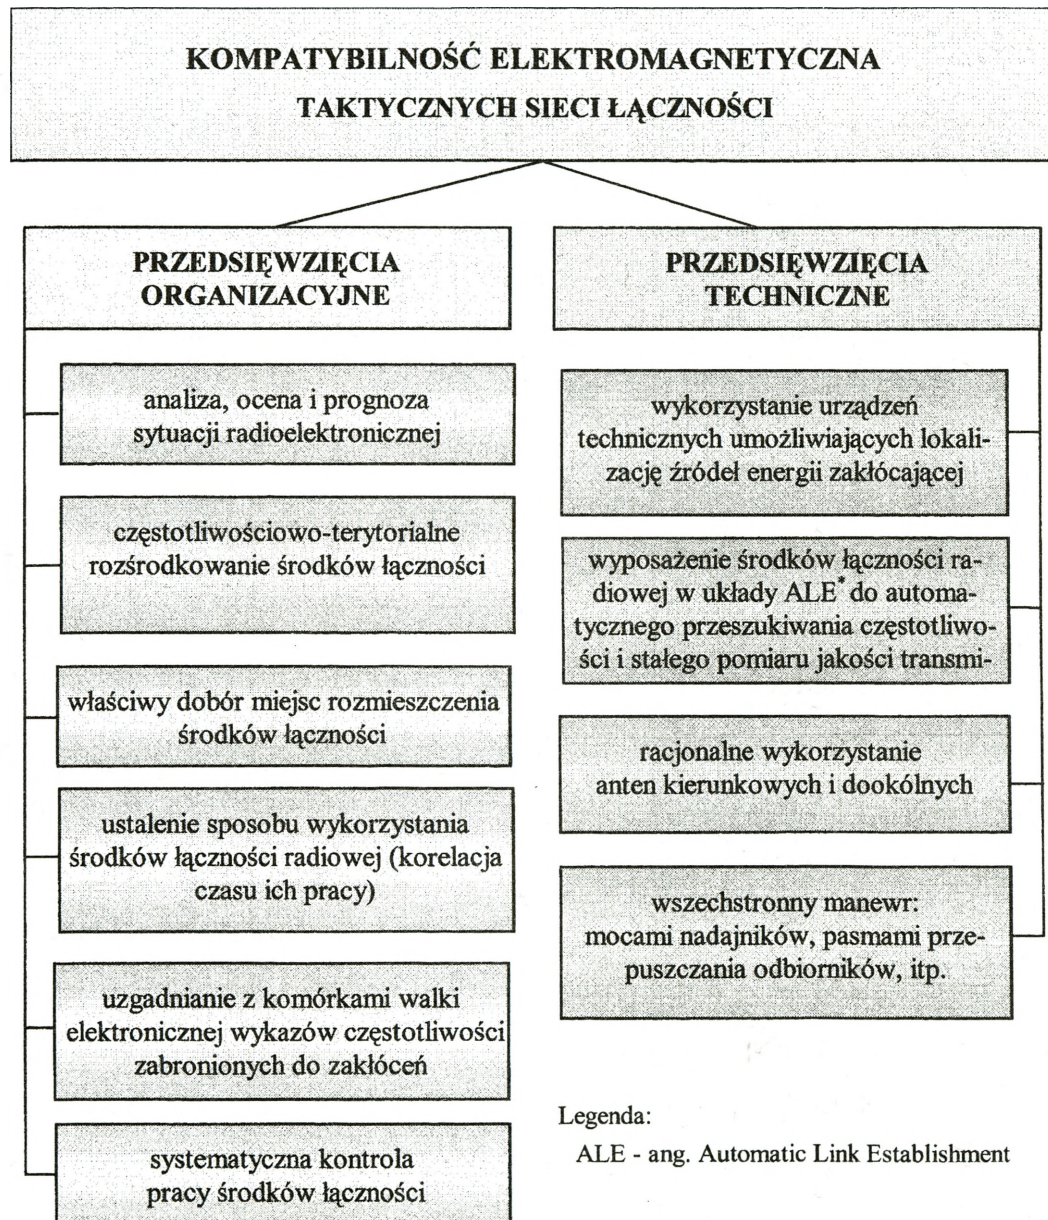 KOMPATYBILNOŚĆ ELEKTROMAGNETYCZNA
TAKTYCZNYCH SIECI ŁĄCZNOŚCI
PRZEDSIĘWZIĘCIA
ORGANIZACYJNE
analiza, ocena i prognoza
sytuacji radioelektronicznej
częstotliwościowo-terytorialne
rozśrodkowanie środków łączności
właściwy dobór miejsc rozmieszczenia
środków łączności
ustalenie sposobu wykorzystania
środków łączności radiowej (korelacja
czasu ich pracy)
uzgadnianie z komórkami walki
elektronicznej wykazów częstotliwości
zabronionych do zakłóceń
systematyczna kontrola
pracy środków łączności
PRZEDSIĘWZIĘCIA
TECHNICZNE
wykorzystanie urządzeń
technicznych umożliwiających lokali-
zację źródeł energii zakłócającej
wyposażenie środków łączności ra-
diowej w układy ALE* do automa-
tycznego przeszukiwania częstotliwo-
ści i stałego pomiaru jakości transmi-
racjonalne wykorzystanie
anten kierunkowych i dookólnych
wszechstronny manewr:
mocami nadajników, pasmami prze-
puszczania odbiorników, itp.
Legenda:
ALE - ang. Automatic Link Establishment